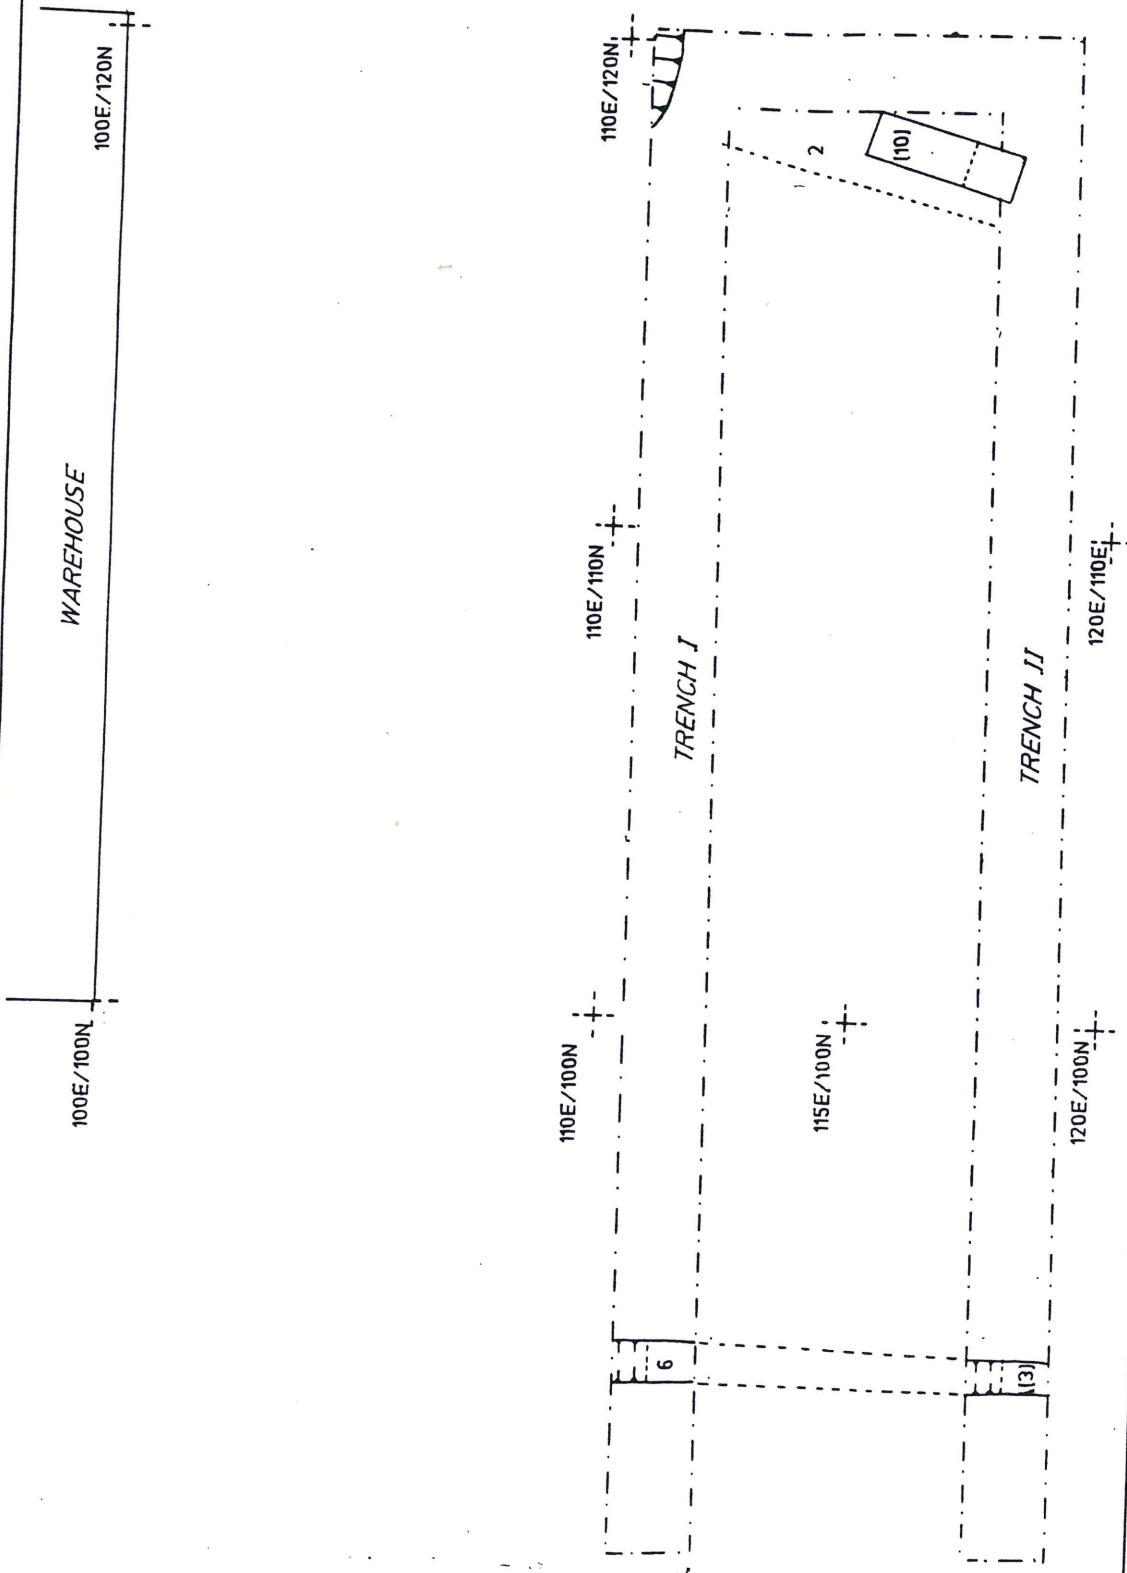 100E/120N
110E/120N
2
(10)
WAREHOUSE
110E/110N
120E/110E
TRENCH I
TRENCH II
100E/100N
110E/100N
115E/100N
120E/100N
6
(3)